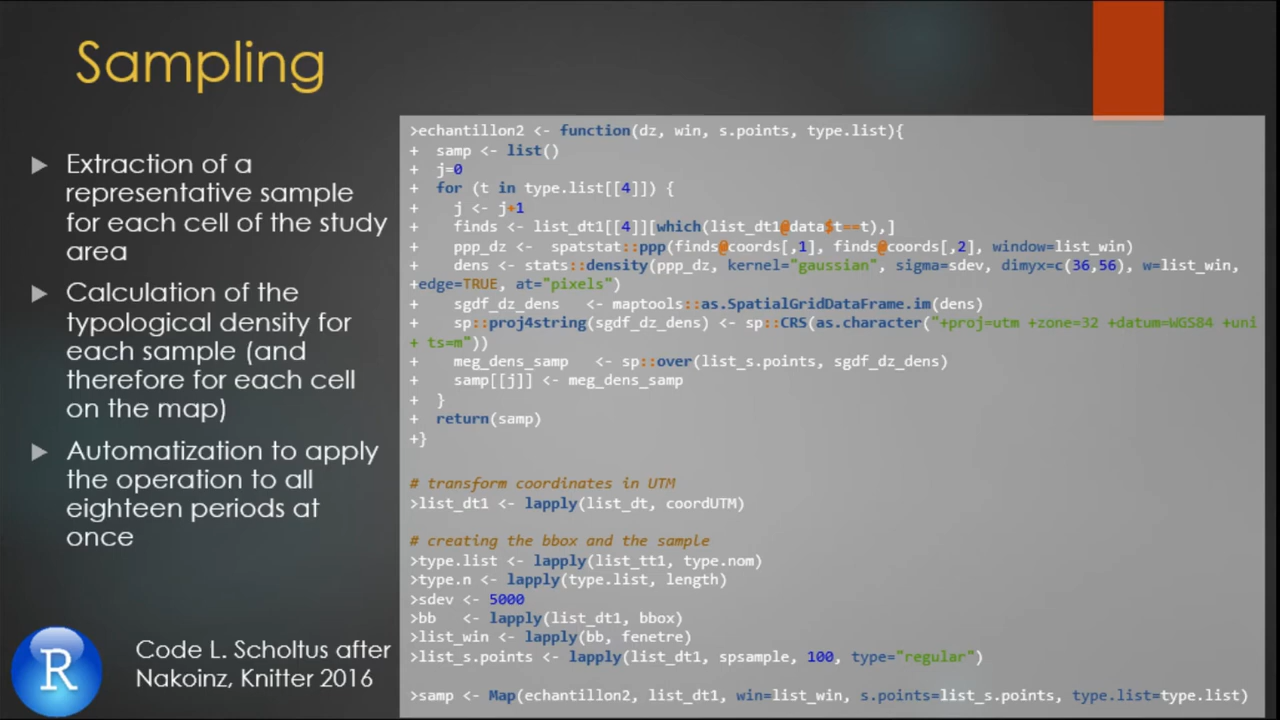 Sampling
Extraction of a
representative sample
for each cell of the study
area
Calculation of the
typological density for
each sample (and
therefore for each cell
on the map)
Automatization to apply
the operation to all
eighteen periods at
once
R
Code L. Scholtus after
Nakoinz, Knitter 2016
>echantillon2 <- function(dz, win, s.points, type.list){
+  samp <- list()
+  j=0
+  for (t in type.list[[4]]) {
+    j <- j+1
+    finds <- list_dt1[[4]][which(list_dt1@data$t==t),]
+    ppp_dz <-  spatstat::ppp(finds@coords[,1], finds@coords[,2], window=list_win)
+    dens <- stats::density(ppp_dz, kernel="gaussian", sigma=sdev, dimyx=c(36,56), w=list_win,
+edge=TRUE, at="pixels")
+    sgdf_dz_dens   <- maptools::as.SpatialGridDataFrame.im(dens)
+    sp::proj4string(sgdf_dz_dens) <- sp::CRS(as.character("+proj=utm +zone=32 +datum=WGS84 +uni
+ ts=m"))
+    meg_dens_samp   <- sp::over(list_s.points, sgdf_dz_dens)
+    samp[[j]] <- meg_dens_samp
+  }
+  return(samp)
+}
# transform coordinates in UTM
>list_dt1 <- lapply(list_dt, coordUTM)
# creating the bbox and the sample
>type.list <- lapply(list_tt1, type.nom)
>type.n <- lapply(type.list, length)
>sdev <- 5000
>bb   <- lapply(list_dt1, bbox)
>list_win <- lapply(bb, fenetre)
>list_s.points <- lapply(list_dt1, spsample, 100, type="regular")
>samp <- Map(echantillon2, list_dt1, win=list_win, s.points=list_s.points, type.list=type.list)